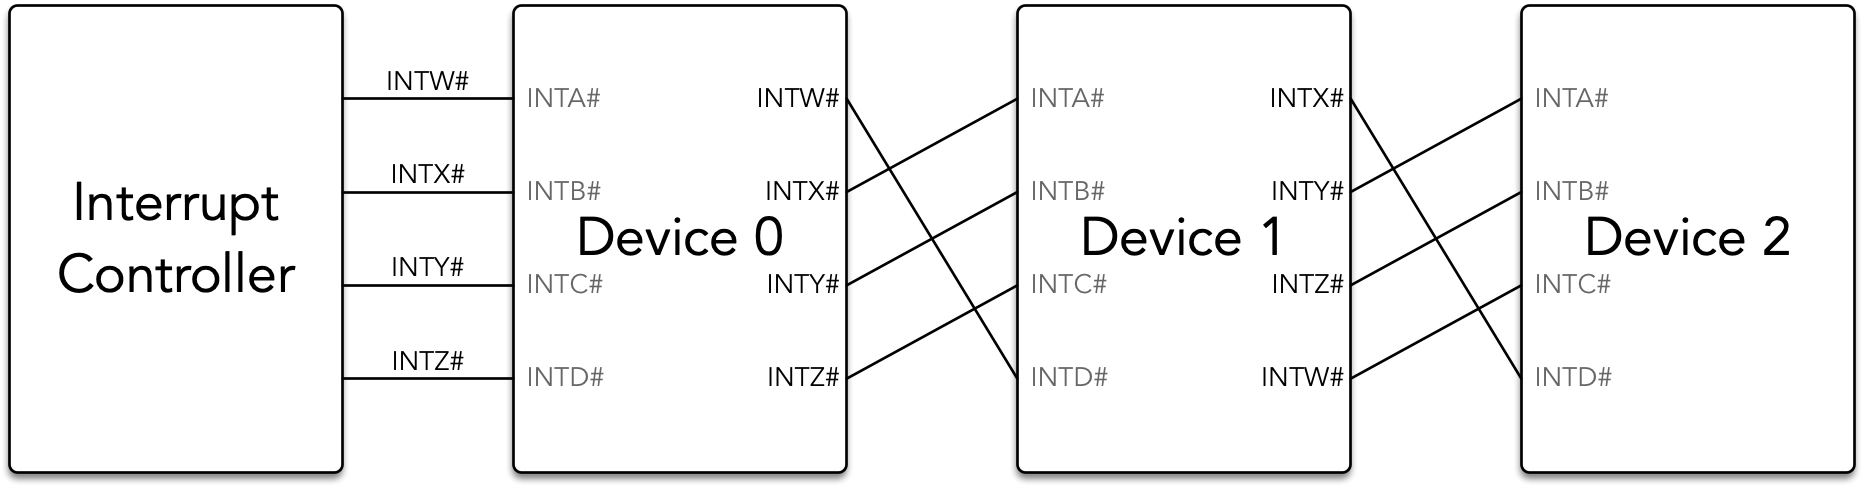 INTW#
INTX#
INTY#
INTZ#
Interrupt
Controller
INTA#
INTB#
INTC#
INTD#
Device 0
INTW#
INTX#
INTY#
INTZ#
INTA#
INTB#
INTC#
INTD#
Device 1
INTX#
INTY#
INTZ#
INTW#
INTA#
INTB#
INTC#
INTD#
Device 2